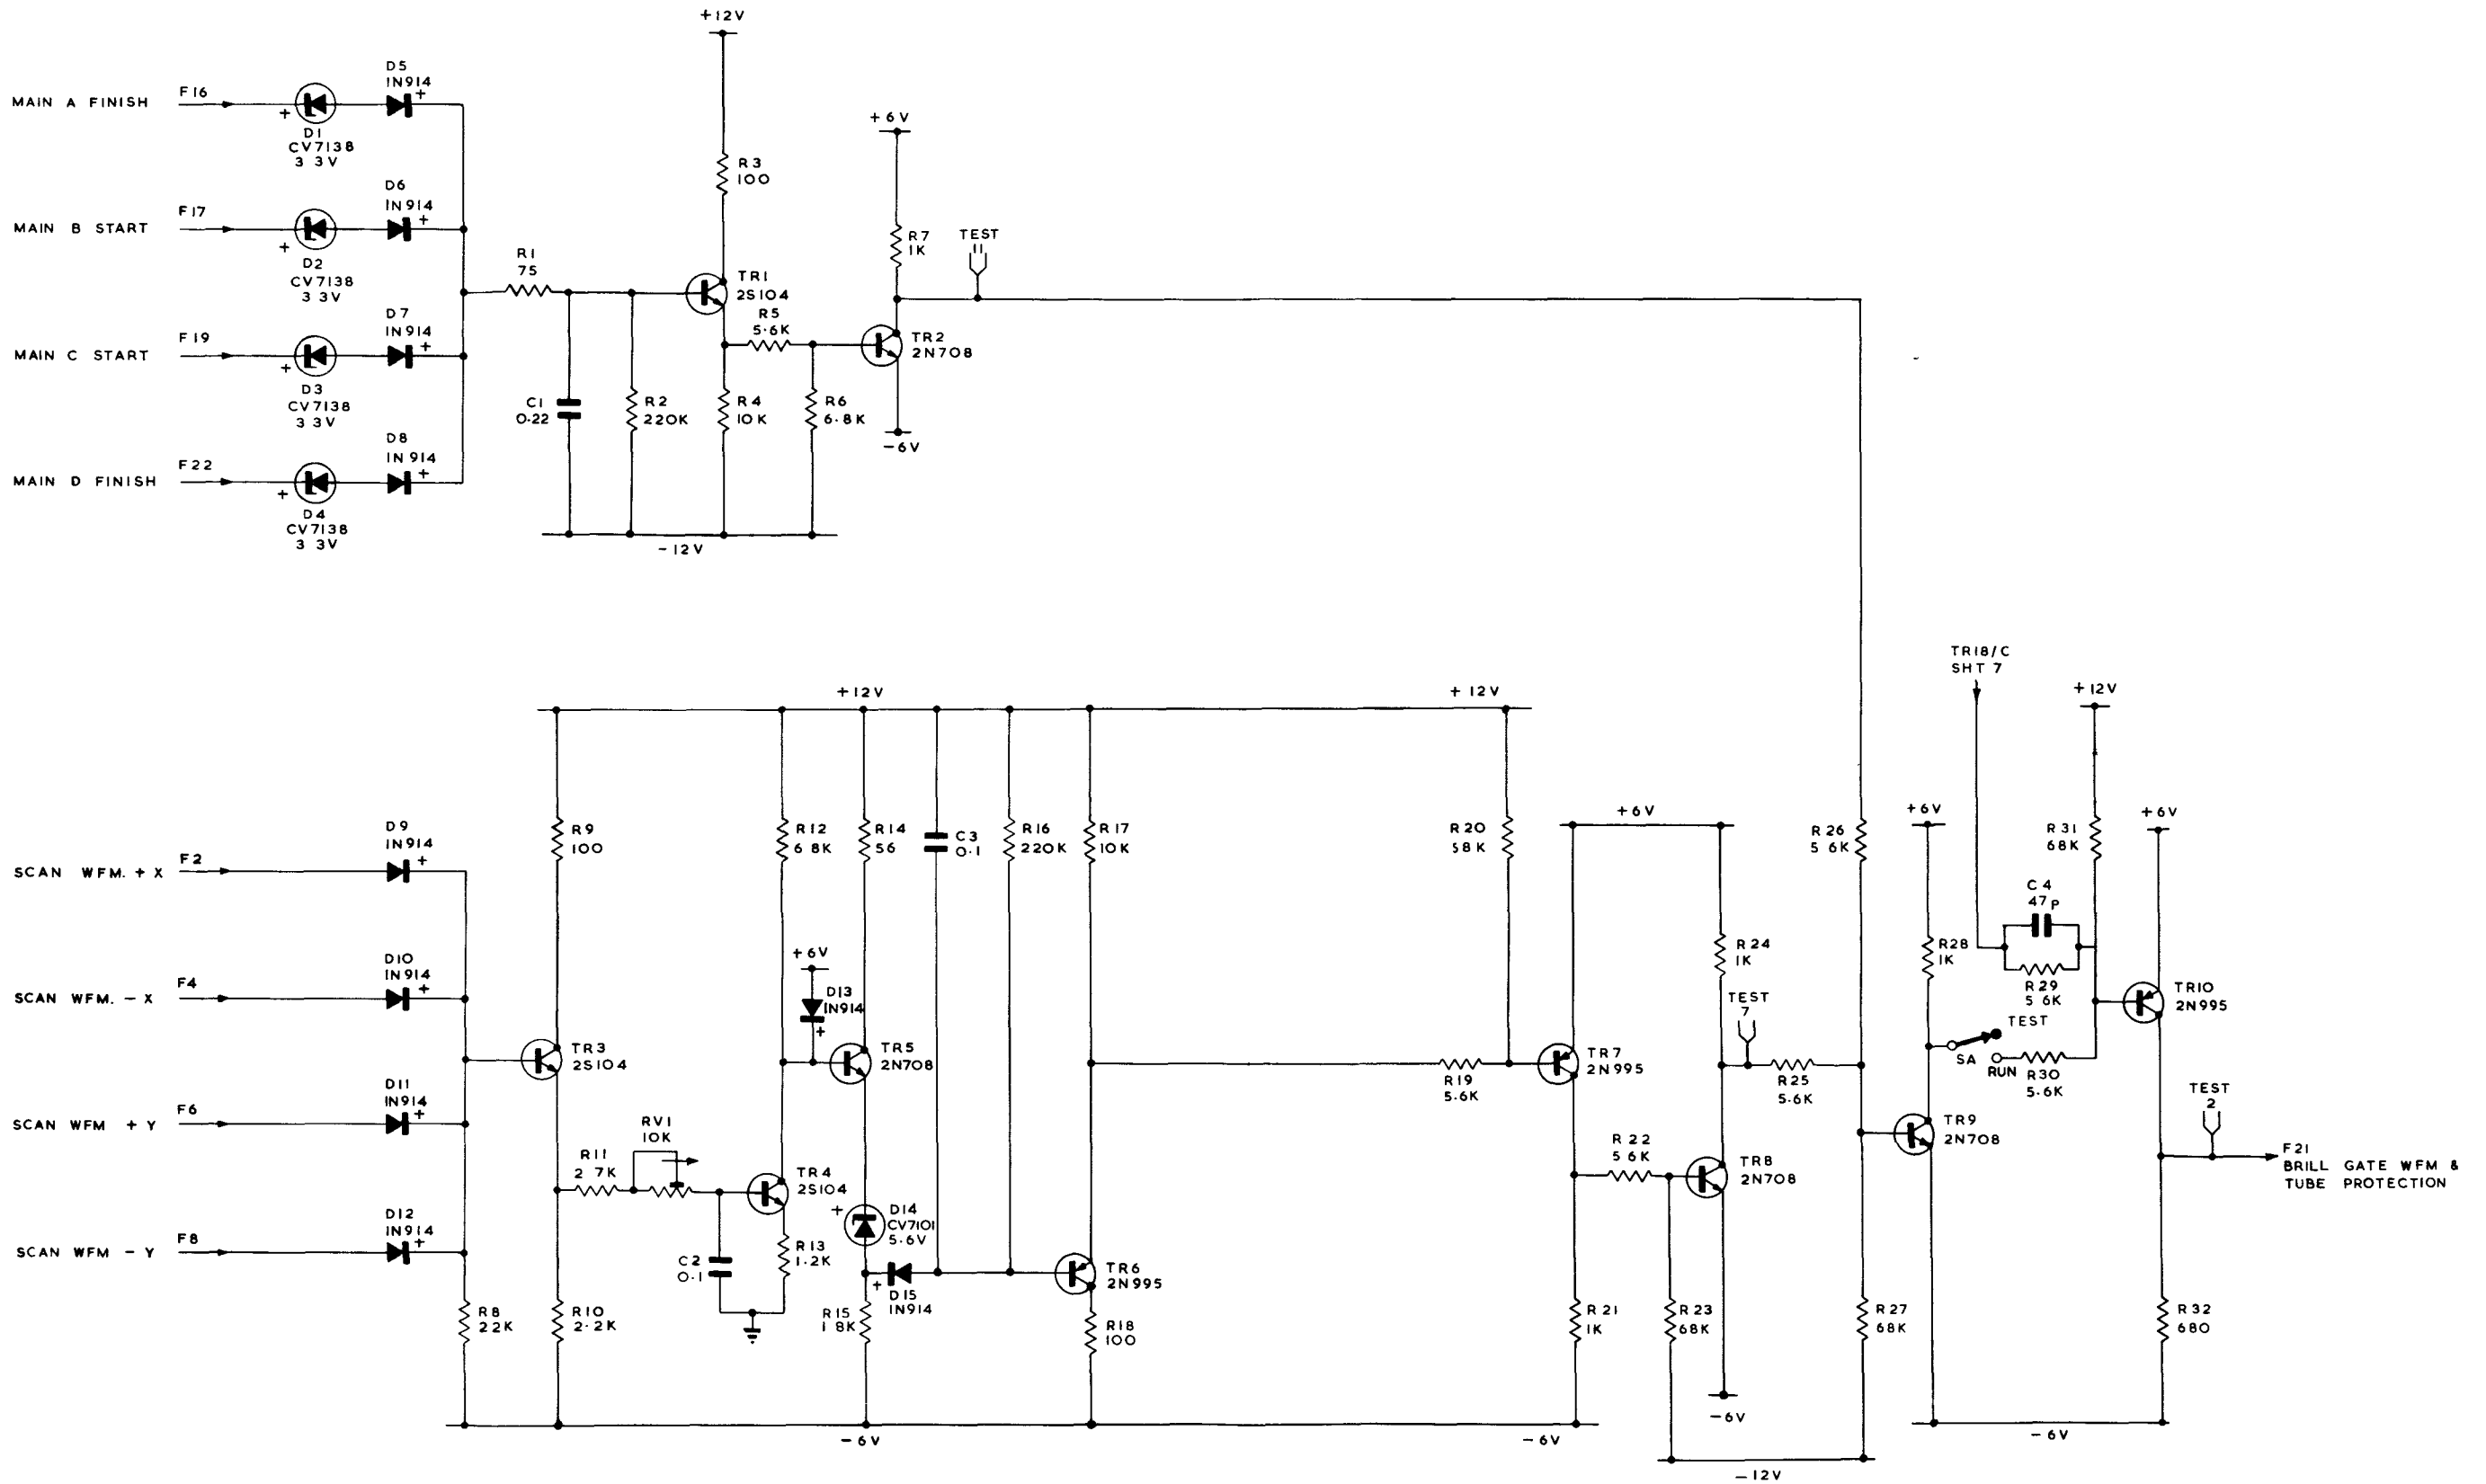 +12V
MAIN A FINISH
F16
D1
CV7138
3 3V
D5
IN914
+
+
MAIN B START
F17
D2
CV7138
3 3V
D6
IN914
+
+
MAIN C START
F19
D3
CV7138
3 3V
D7
IN914
+
+
MAIN D FINISH
F22
D4
CV7138
3 3V
D8
IN 914
+
+
R1
75
C1
0.22
R2
220K
R3
100
TR1
2S104
R4
10K
R5
5.6K
R6
6.8K
-12V
+6V
R7
1K
TEST
11
TR2
2N708
-6V
+12V
+12V
SCAN WFM. + X
F2
D9
IN914
+
SCAN WFM. - X
F4
D10
IN914
+
SCAN WFM + Y
F6
D11
IN914
+
SCAN WFM - Y
F8
D12
IN914
+
R8
22K
R9
100
TR3
2S104
R10
2.2K
R11
2 7K
RV1
10K
C2
0.1
TR4
2S104
R12
6 8K
R13
1.2K
+6V
D13
IN914
+
R14
56
TR5
2N708
+
D14
CV7101
5.6V
R15
1 8K
+
D15
IN914
C3
0.1
R16
220K
R17
10K
TR6
2N995
R18
100
-6V
R19
5.6K
R20
58K
TR7
2N995
R21
1K
-6V
+6V
R22
5 6K
R23
68K
R24
1K
TEST
7
TR8
2N708
-6V
R25
5.6K
R26
5 6K
R27
68K
-12V
+6V
R28
1K
TR9
2N708
TR18/C
SHT 7
C4
47p
R29
5 6K
SA
TEST
RUN
R30
5.6K
+12V
R31
68K
+6V
TR10
2N995
TEST
2
F21
BRILL GATE WFM &
TUBE PROTECTION
R32
680
-6V